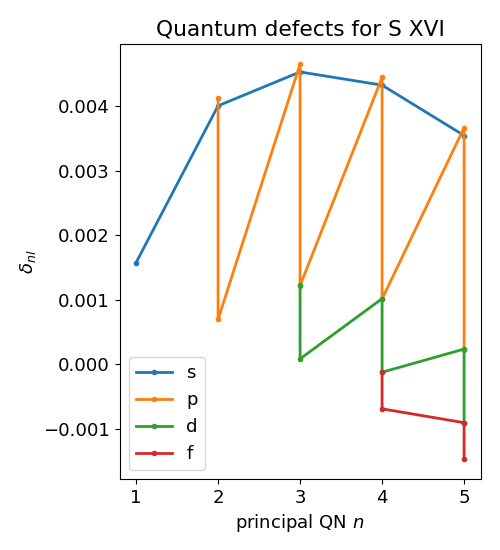 Quantum defects for S XVI
0.004
0.003
0.002
0.001
0.000
−0.001
δnl
s
p
d
f
1 2 3 4 5
principal QN n